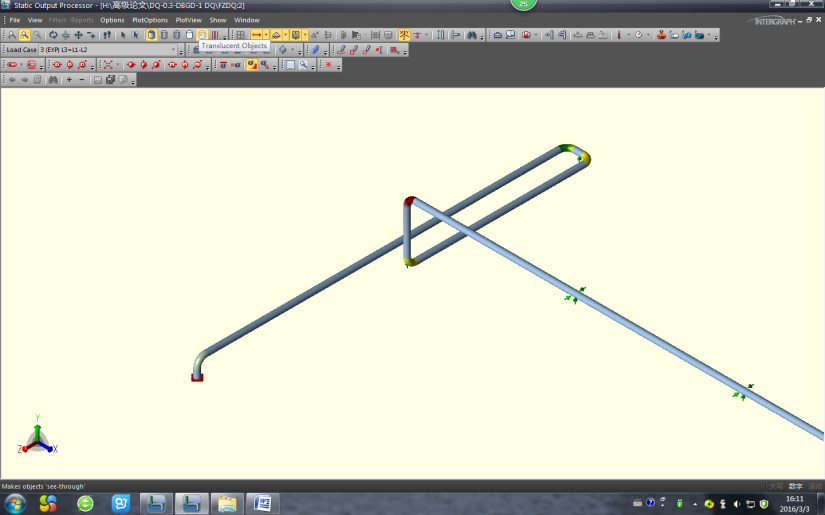 Static Output Processor - [H:\高级论文\DQ-0.3-DBGD-1 DQ\FZDQ:2]
25
File View Filters Reports Options PlotOptions PlotView Show Window
INTERGRAPH
Load Case 3 (EXP) L3=L1-L2
Translucent Objects
Y
Z X
Makes objects 'see-through'
大写 数字 滚动
16:11
2016/3/3